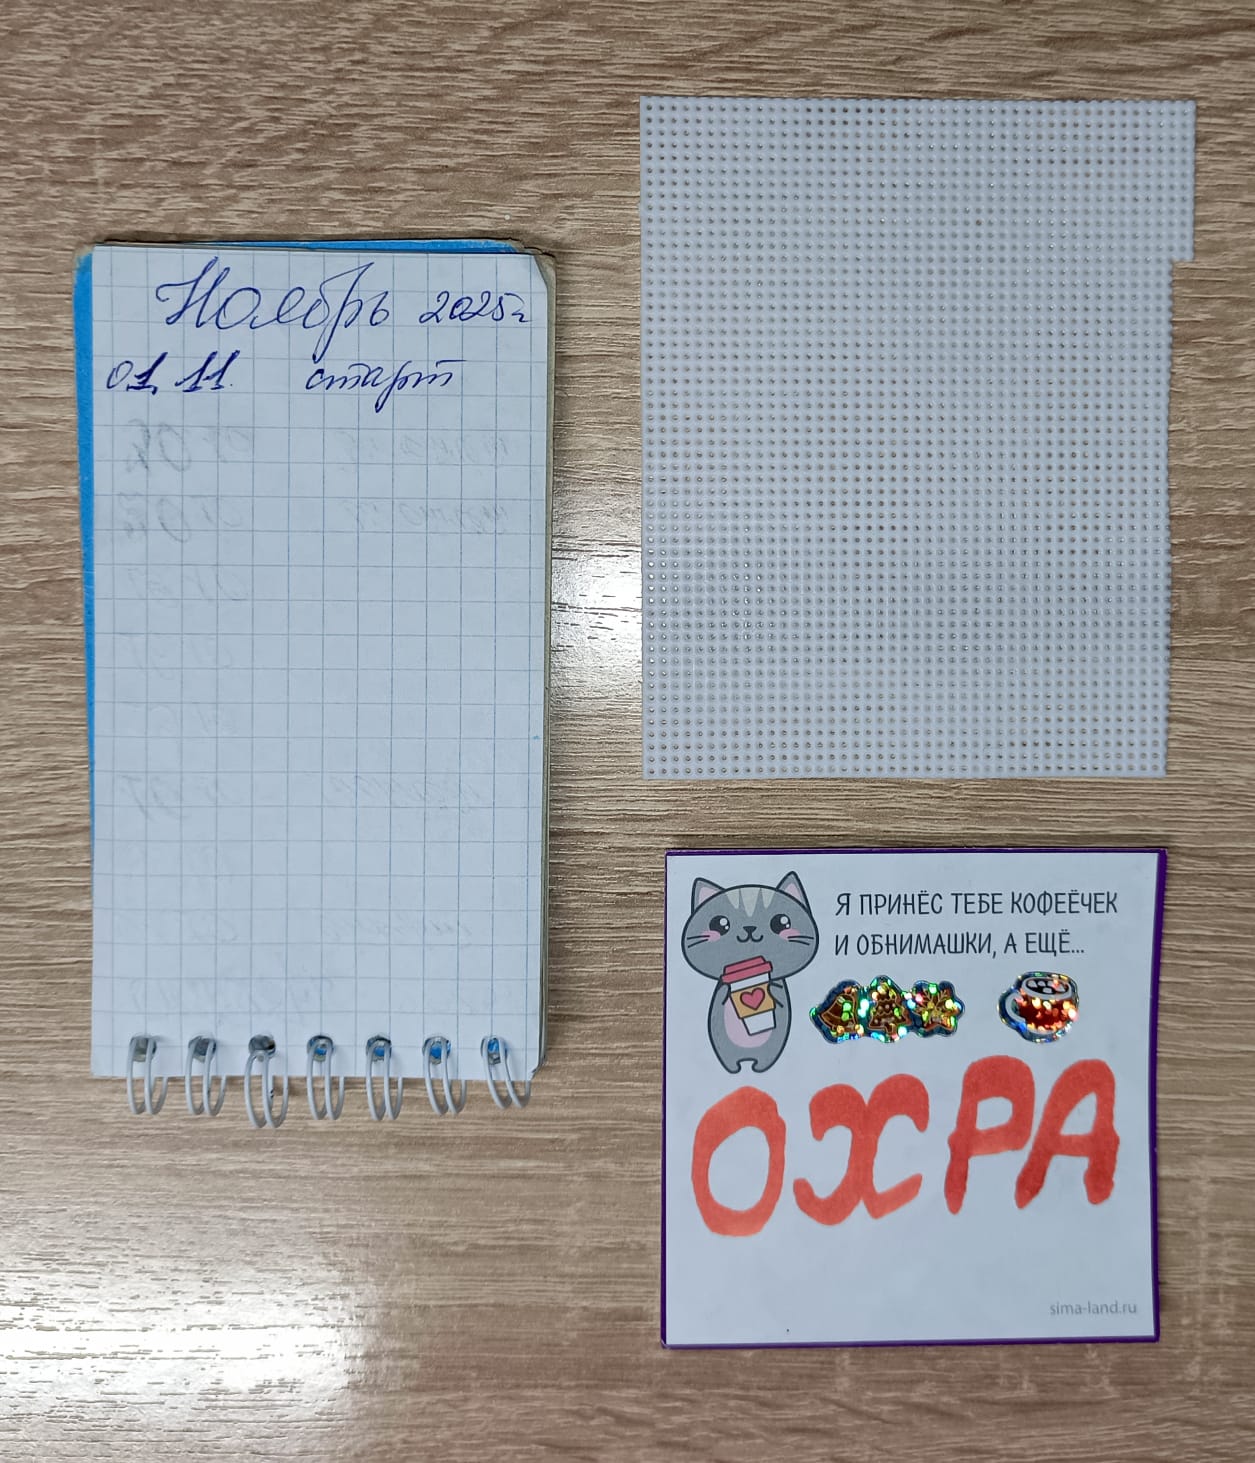 Ноябрь 2025г
01.11. старт
Я ПРИНЁС ТЕБЕ КОФЕЁЧЕК
И ОБНИМАШКИ, А ЕЩЁ...
ОХРА
sima-land.ru